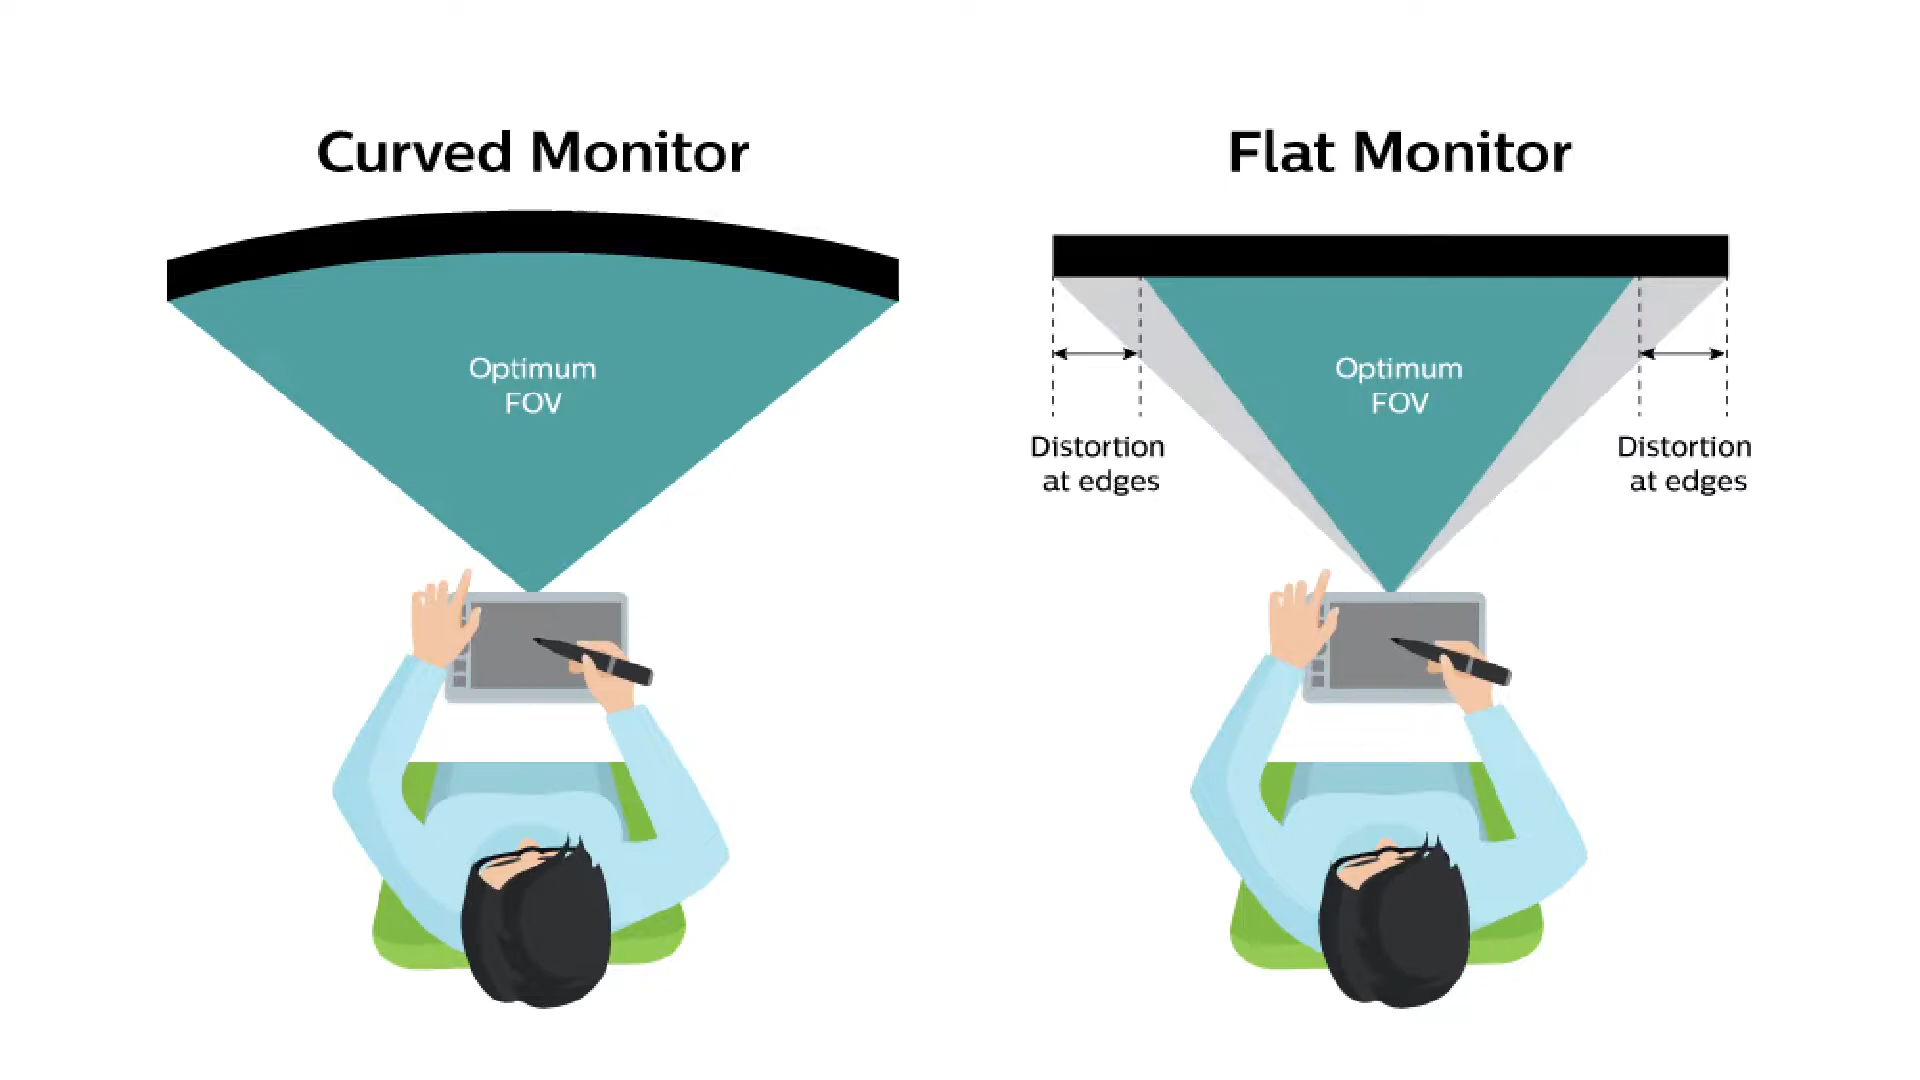 Curved Monitor
Optimum
FOV
Flat Monitor
Optimum
FOV
Distortion
at edges
Distortion
at edges